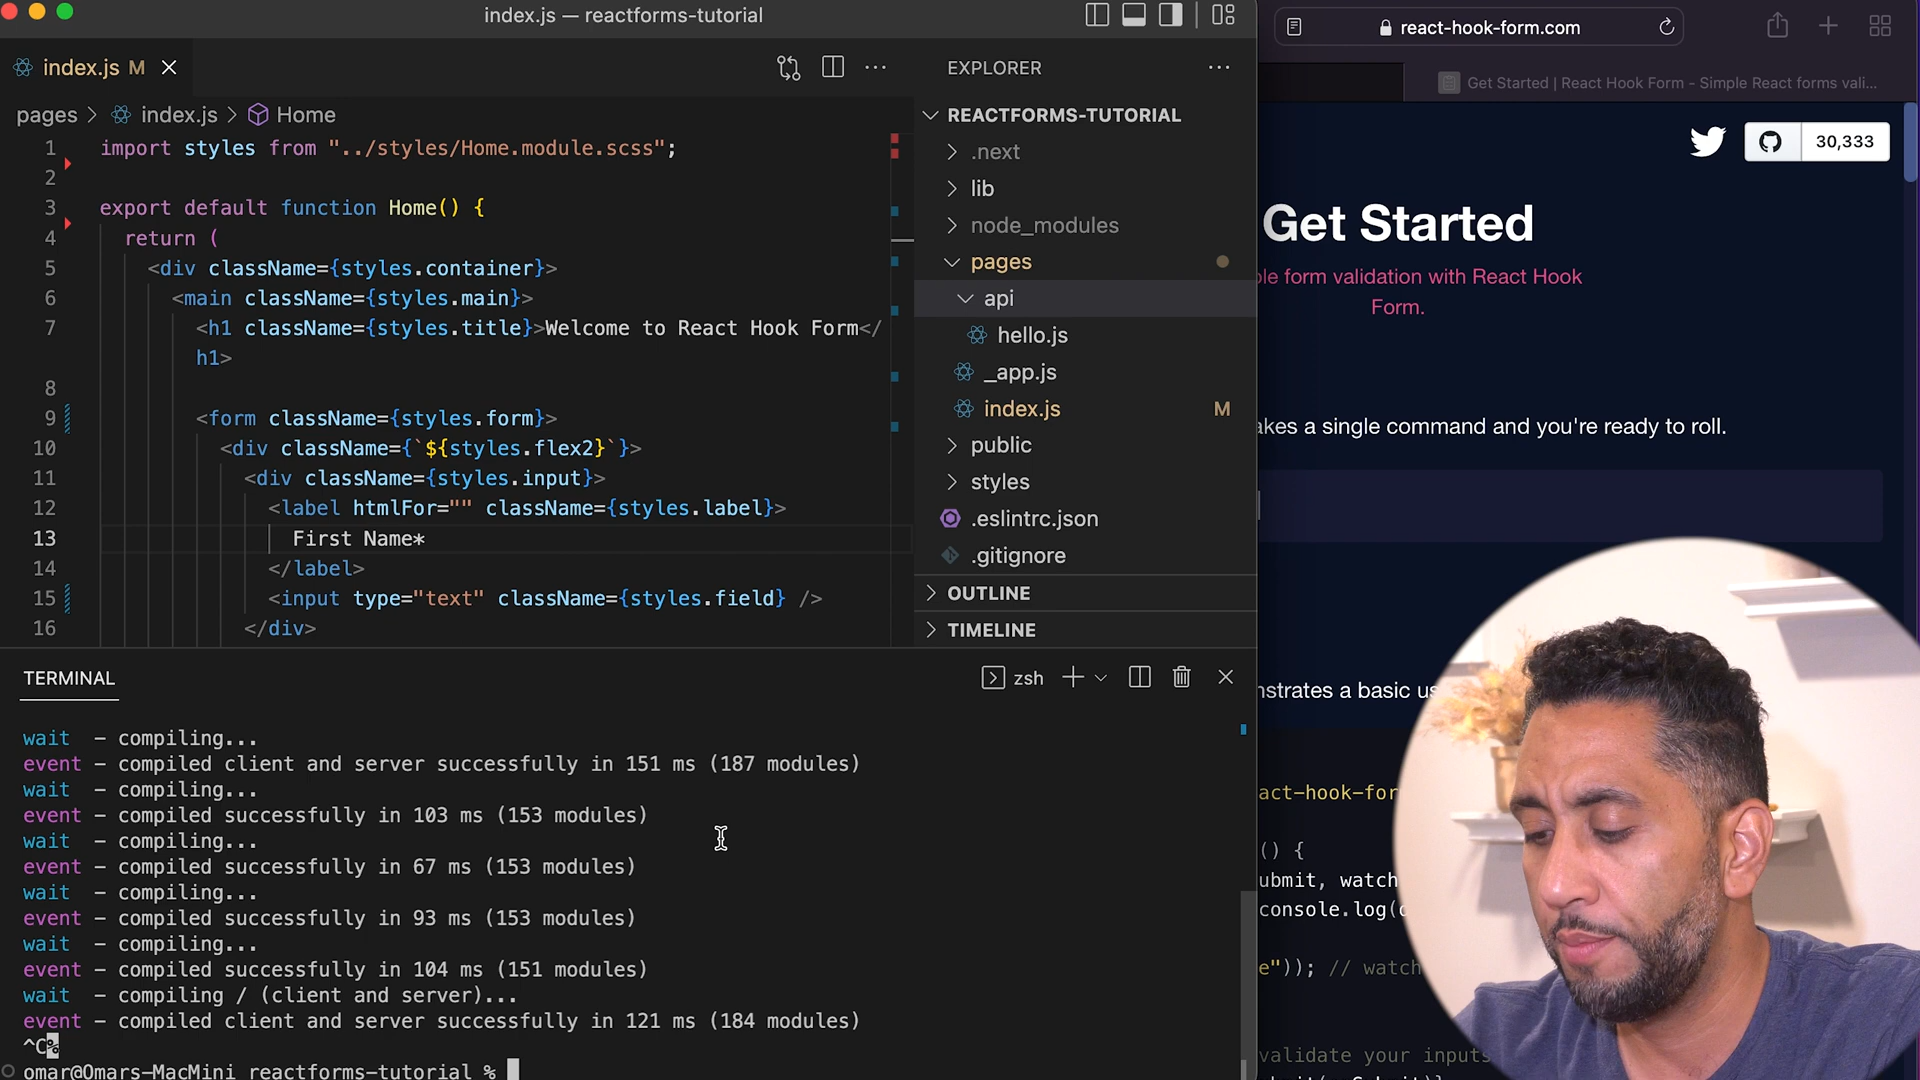 index.js — reactforms-tutorial
index.js M
pages > index.js > Home
1 import styles from "../styles/Home.module.scss";
2
3 export default function Home() {
4 return (
5 <div className={styles.container}>
6 <main className={styles.main}>
7 <h1 className={styles.title}>Welcome to React Hook Form</
h1>
8
9 <form className={styles.form}>
10 <div className={`${styles.flex2}`}>
11 <div className={styles.input}>
12 <label htmlFor="" className={styles.label}>
13 First Name*
14 </label>
15 <input type="text" className={styles.field} />
16 </div>
EXPLORER
REACTFORMS-TUTORIAL
.next
lib
node_modules
pages
api
hello.js
_app.js
index.js M
public
styles
.eslintrc.json
.gitignore
OUTLINE
TIMELINE
TERMINAL
zsh
wait - compiling...
event - compiled client and server successfully in 151 ms (187 modules)
wait - compiling...
event - compiled successfully in 103 ms (153 modules)
wait - compiling...
event - compiled successfully in 67 ms (153 modules)
wait - compiling...
event - compiled successfully in 93 ms (153 modules)
wait - compiling...
event - compiled successfully in 104 ms (151 modules)
wait - compiling / (client and server)...
event - compiled client and server successfully in 121 ms (184 modules)
^C%
omar@Omars-MacMini reactforms-tutorial %
react-hook-form.com
Get Started | React Hook Form - Simple React forms vali...
30,333
Get Started
ple form validation with React Hook
Form.
akes a single command and you're ready to roll.
nstrates a basic us
act-hook-for
() {
ubmit, watch
console.log(
e")); // watch
validate your inputs